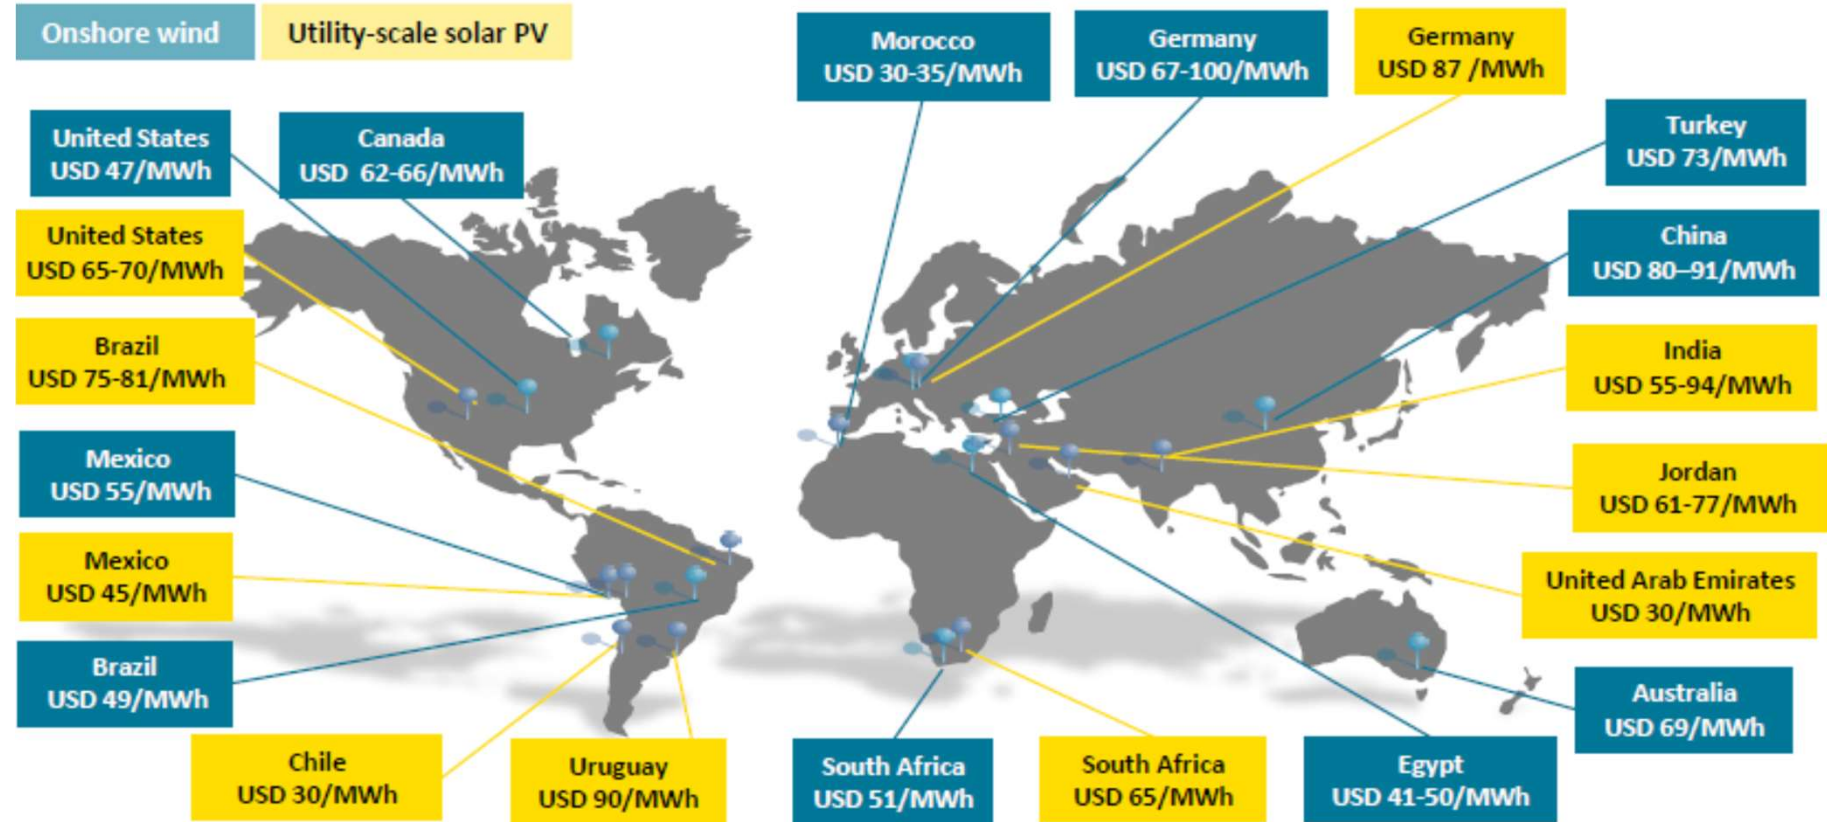 Onshore wind
Utility-scale solar PV
Morocco
USD 30-35/MWh
Germany
USD 67-100/MWh
Germany
USD 87 /MWh
United States
USD 47/MWh
Canada
USD  62-66/MWh
Turkey
USD 73/MWh
United States
USD 65-70/MWh
China
USD 80–91/MWh
Brazil
USD 75-81/MWh
India
USD 55-94/MWh
Mexico
USD 55/MWh
Jordan
USD 61-77/MWh
Mexico
USD 45/MWh
United Arab Emirates
USD 30/MWh
Brazil
USD 49/MWh
Australia
USD 69/MWh
Chile
USD 30/MWh
Uruguay
USD 90/MWh
South Africa
USD 51/MWh
South Africa
USD 65/MWh
Egypt
USD 41-50/MWh